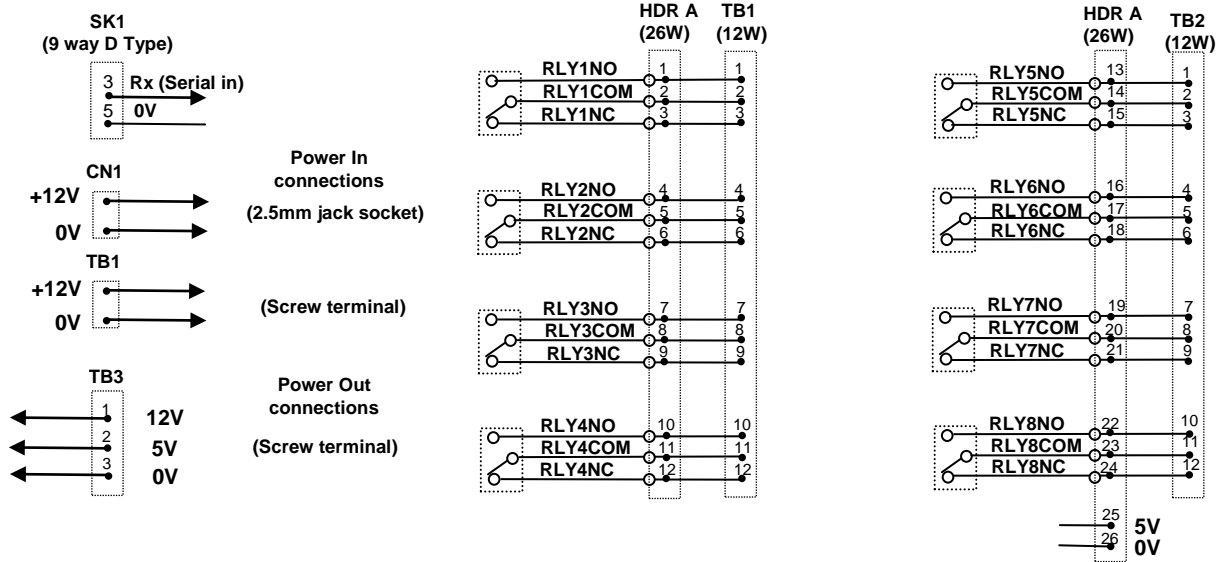 SK1
(9 way D Type)
3 Rx (Serial in)
5 0V
CN1
+12V
0V
Power In
connections
(2.5mm jack socket)
TB1
+12V
0V
(Screw terminal)
TB3
1 12V
2 5V
3 0V
Power Out
connections
(Screw terminal)
HDR A
(26W)
TB1
(12W)
RLY1NO 1 1
RLY1COM 2 2
RLY1NC 3 3
RLY2NO 4 4
RLY2COM 5 5
RLY2NC 6 6
RLY3NO 7 7
RLY3COM 8 8
RLY3NC 9 9
RLY4NO 10 10
RLY4COM 11 11
RLY4NC 12 12
HDR A
(26W)
TB2
(12W)
RLY5NO 13 1
RLY5COM 14 2
RLY5NC 15 3
RLY6NO 16 4
RLY6COM 17 5
RLY6NC 18 6
RLY7NO 19 7
RLY7COM 20 8
RLY7NC 21 9
RLY8NO 22 10
RLY8COM 23 11
RLY8NC 24 12
25 5V
26 0V